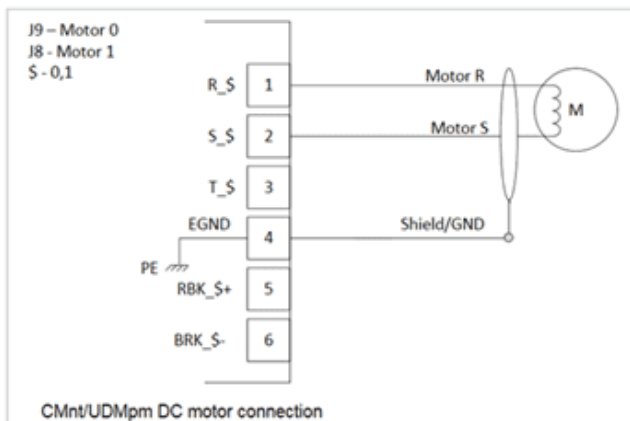 J9 – Motor 0
J8 - Motor 1
$ - 0,1
R_$ 1 Motor R
M
S_$ 2 Motor S
T_$ 3
EGND 4 Shield/GND
PE
RBK_$+ 5
BRK_$- 6
CMnt/UDMpm DC motor connection